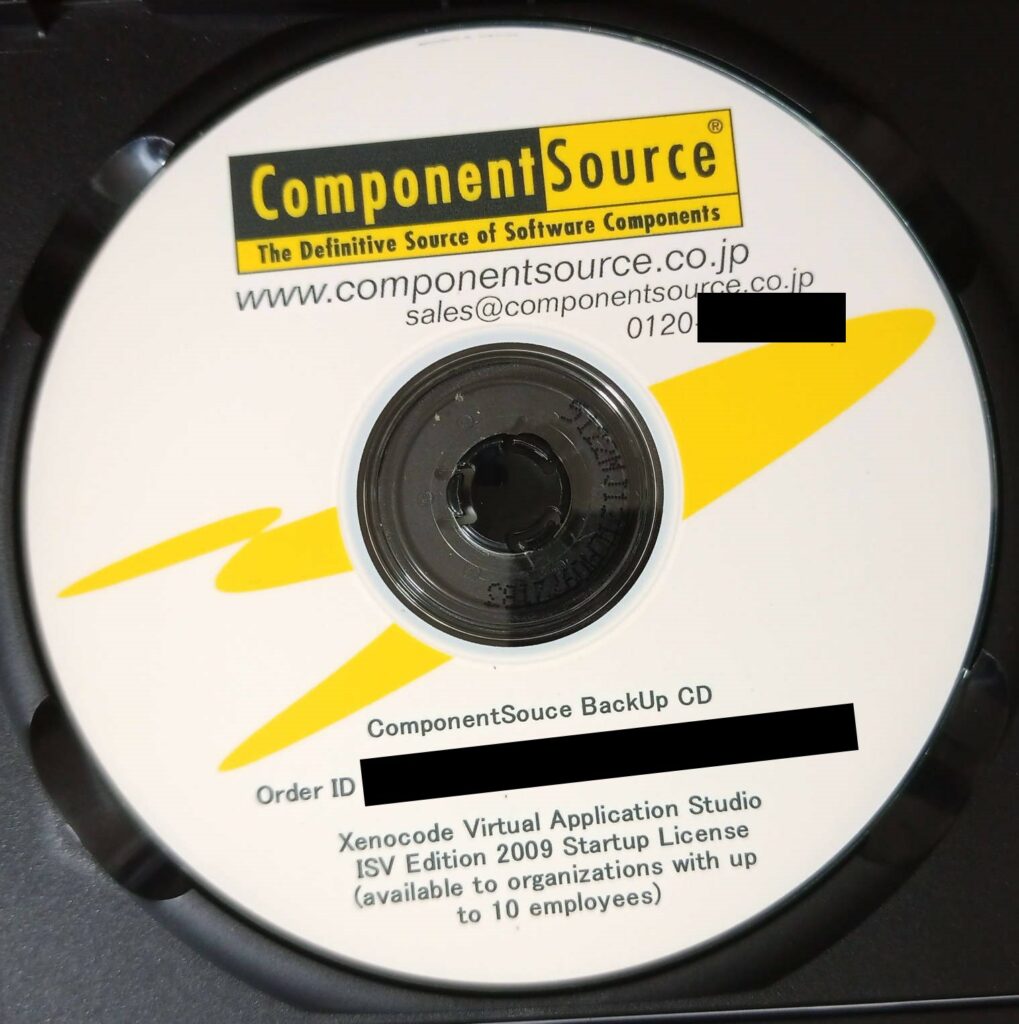 ComponentSource®
The Definitive Source of Software Components
www.componentsource.co.jp
sales@componentsource.co.jp
0120-
ComponentSouce BackUp CD
Order ID
Xenocode Virtual Application Studio
ISV Edition 2009 Startup License
(available to organizations with up
to 10 employees)